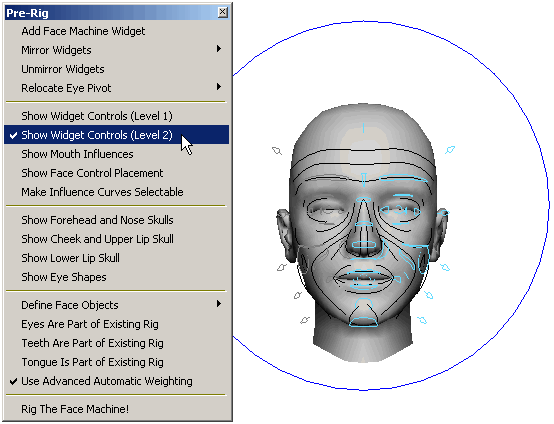 Pre-Rig
Add Face Machine Widget
Mirror Widgets
Unmirror Widgets
Relocate Eye Pivot
Show Widget Controls (Level 1)
Show Widget Controls (Level 2)
Show Mouth Influences
Show Face Control Placement
Make Influence Curves Selectable
Show Forehead and Nose Skulls
Show Cheek and Upper Lip Skull
Show Lower Lip Skull
Show Eye Shapes
Define Face Objects
Eyes Are Part of Existing Rig
Teeth Are Part of Existing Rig
Tongue Is Part of Existing Rig
Use Advanced Automatic Weighting
Rig The Face Machine!